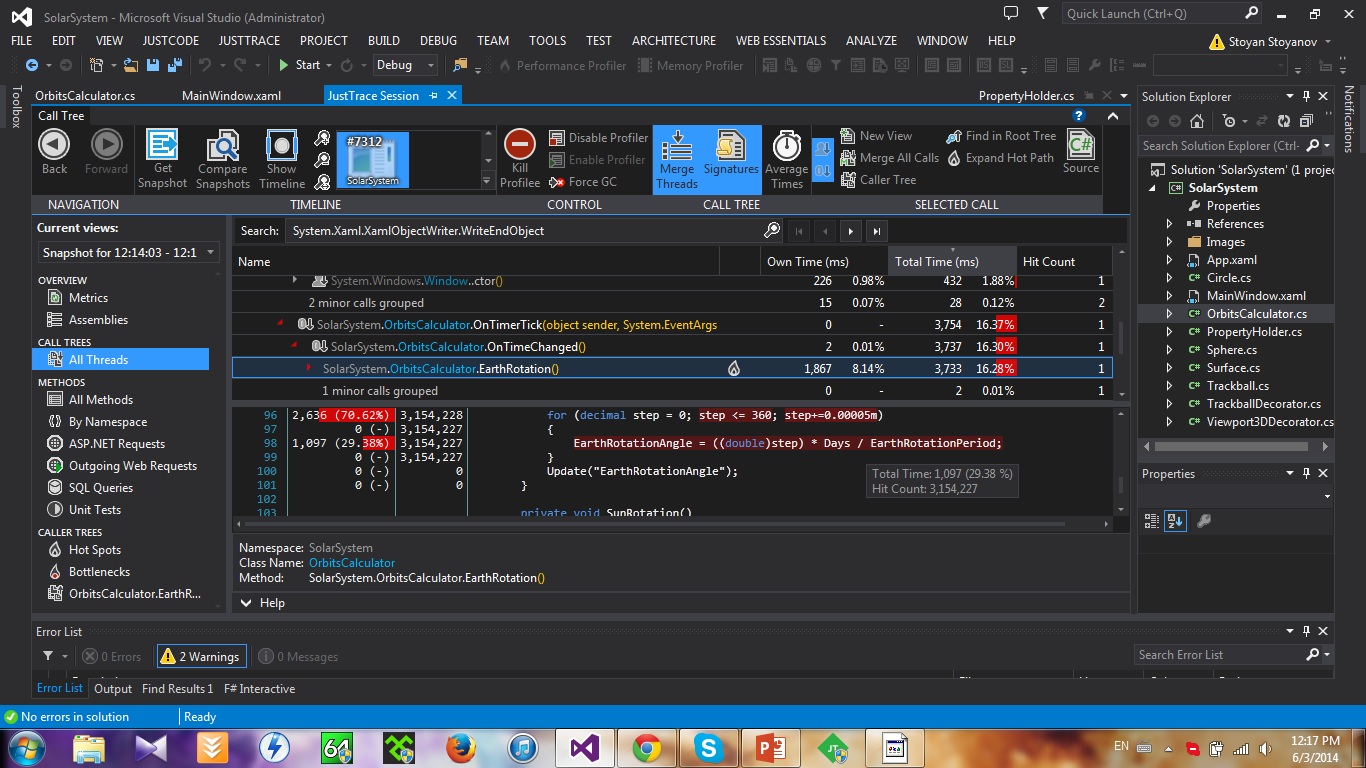 SolarSystem - Microsoft Visual Studio (Administrator)
Quick Launch (Ctrl+Q)
FILE EDIT VIEW JUSTCODE JUSTTRACE PROJECT BUILD DEBUG TEAM TOOLS TEST ARCHITECTURE WEB ESSENTIALS ANALYZE WINDOW HELP
Stoyan Stoyanov
Start Debug Performance Profiler Memory Profiler
Toolbox
Notifications
OrbitsCalculator.cs MainWindow.xaml JustTrace Session PropertyHolder.cs
Call Tree
Back Forward
Get Snapshot
Compare Snapshots
Show Timeline
#7312
SolarSystem
Kill Profilee
Disable Profiler
Enable Profiler
Force GC
Merge Threads
Signatures
Average Times
New View
Merge All Calls
Caller Tree
Find in Root Tree
Expand Hot Path
Source
NAVIGATION TIMELINE CONTROL CALL TREE SELECTED CALL
Current views:
Snapshot for 12:14:03 - 12:1
OVERVIEW
Metrics
Assemblies
CALL TREES
All Threads
METHODS
All Methods
By Namespace
ASP.NET Requests
Outgoing Web Requests
SQL Queries
Unit Tests
CALLER TREES
Hot Spots
Bottlenecks
OrbitsCalculator.EarthR...
Search: System.Xaml.XamlObjectWriter.WriteEndObject
Name Own Time (ms) Total Time (ms) Hit Count
System.Windows.Window..ctor() 226 0.98% 432 1.88% 1
2 minor calls grouped 15 0.07% 28 0.12% 2
SolarSystem.OrbitsCalculator.OnTimerTick(object sender, System.EventArgs 0 - 3,754 16.37% 1
SolarSystem.OrbitsCalculator.OnTimeChanged() 2 0.01% 3,737 16.30% 1
SolarSystem.OrbitsCalculator.EarthRotation() 1,867 8.14% 3,733 16.28% 1
1 minor calls grouped 0 - 2 0.01% 1
96 2,636 (70.62%) 3,154,228 for (decimal step = 0; step <= 360; step+=0.00005m)
97 0 (-) 3,154,227 {
98 1,097 (29.38%) 3,154,227 EarthRotationAngle = ((double)step) * Days / EarthRotationPeriod;
99 0 (-) 3,154,227 }
100 0 (-) 0 Update("EarthRotationAngle");
101 0 (-) 0 }
102
103 private void SunRotation()
Total Time: 1,097 (29.38 %)
Hit Count: 3,154,227
Namespace: SolarSystem
Class Name: OrbitsCalculator
Method: SolarSystem.OrbitsCalculator.EarthRotation()
Help
Solution Explorer
Search Solution Explorer (Ctrl+
Solution 'SolarSystem' (1 projec
SolarSystem
Properties
References
Images
App.xaml
Circle.cs
MainWindow.xaml
OrbitsCalculator.cs
PropertyHolder.cs
Sphere.cs
Surface.cs
Trackball.cs
TrackballDecorator.cs
Viewport3DDecorator.cs
Properties
Error List
0 Errors 2 Warnings 0 Messages
Search Error List
Error List Output Find Results 1 F# Interactive
No errors in solution Ready
64
JT
EN
12:17 PM
6/3/2014